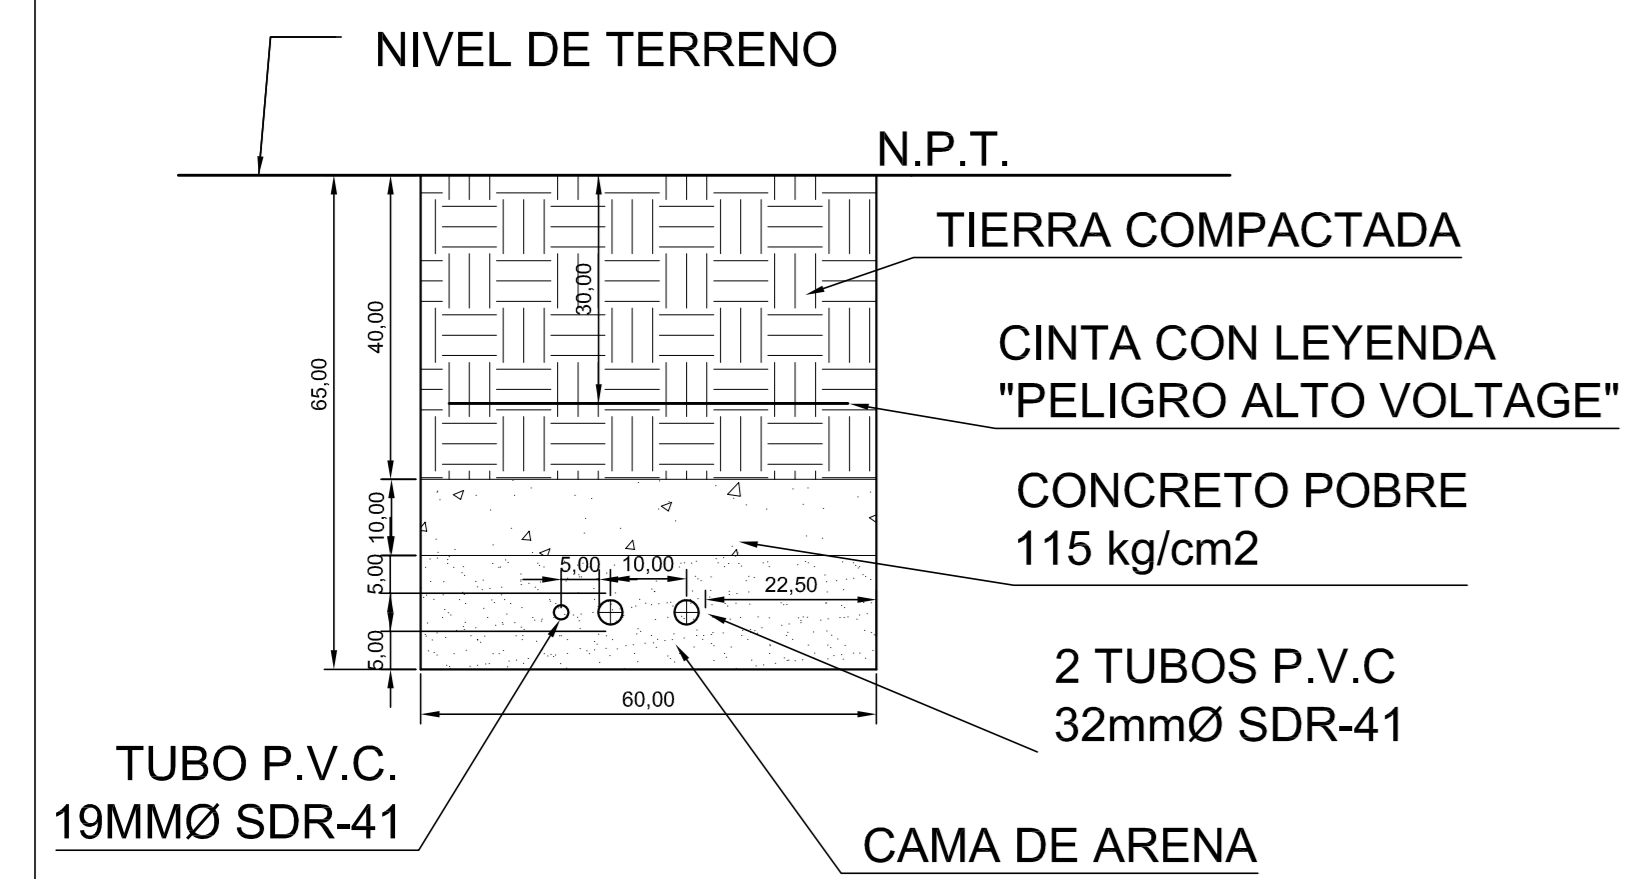 NIVEL DE TERRENO
N.P.T.
TIERRA COMPACTADA
30,00
40,00
65,00
CINTA CON LEYENDA
"PELIGRO ALTO VOLTAGE"
CONCRETO POBRE
115 kg/cm2
10,00
5,00
5,00
10,00
22,50
5,00
60,00
2 TUBOS P.V.C
32mmØ SDR-41
TUBO P.V.C.
19MMØ SDR-41
CAMA DE ARENA